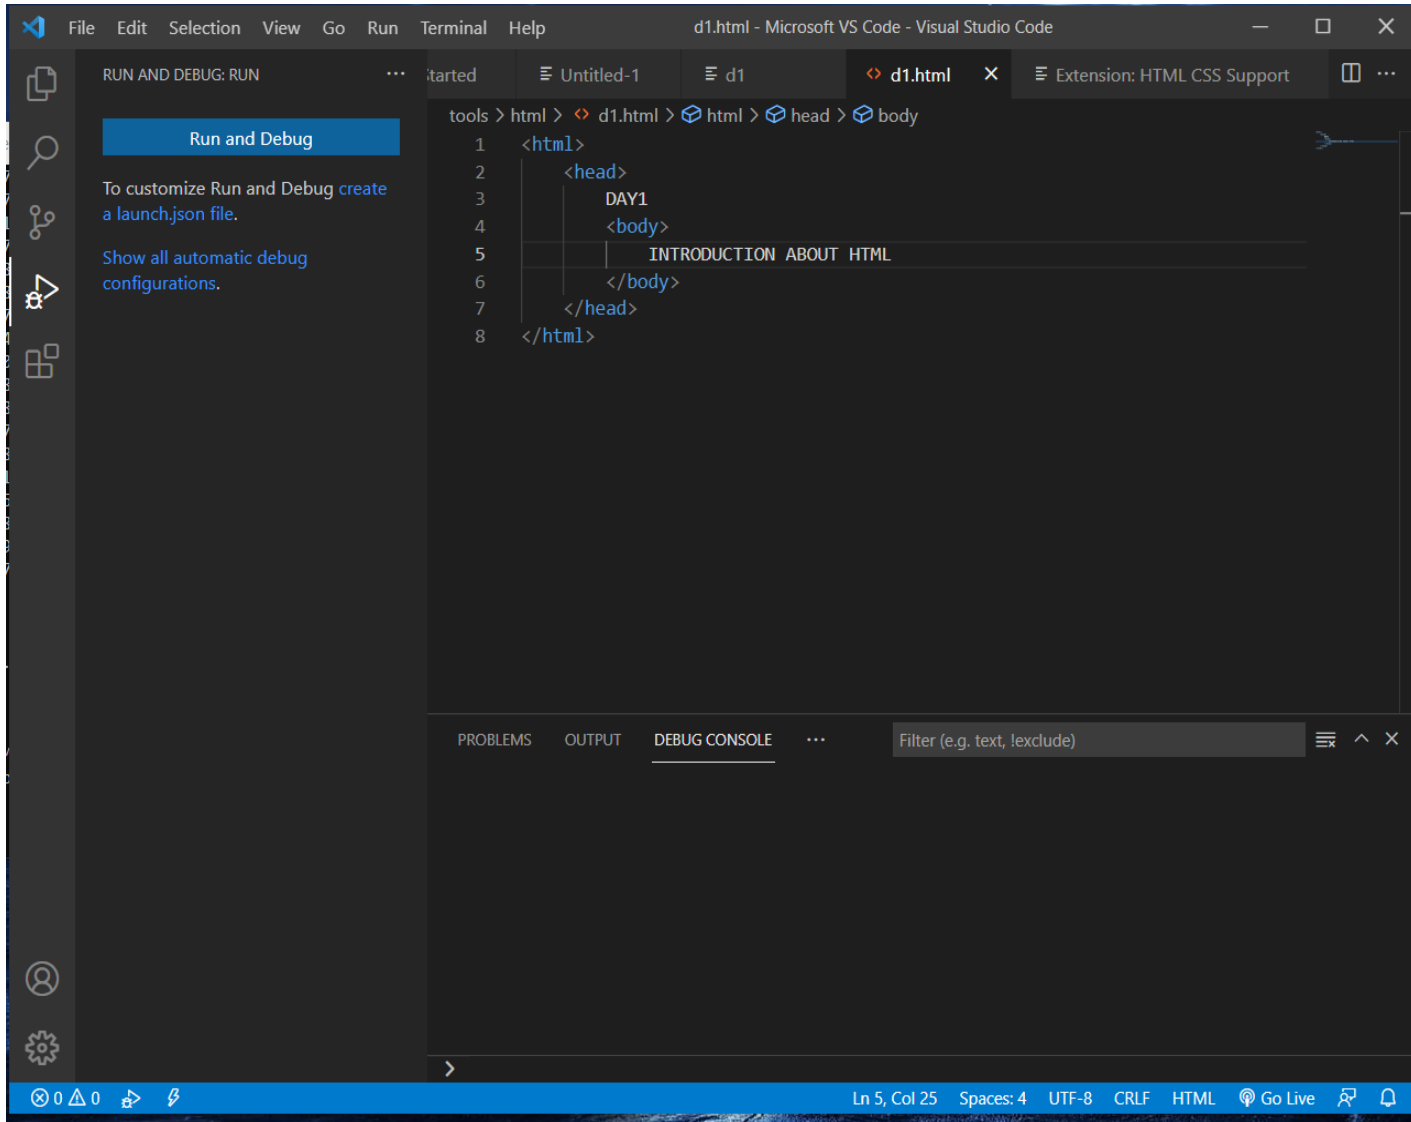 File Edit Selection View Go Run Terminal Help d1.html - Microsoft VS Code - Visual Studio Code
RUN AND DEBUG: RUN ···
tarted Untitled-1 d1 d1.html Extension: HTML CSS Support ···
tools > html > d1.html > html > head > body
Run and Debug
To customize Run and Debug create
a launch.json file.
Show all automatic debug
configurations.
1 <html>
2 <head>
3 DAY1
4 <body>
5 INTRODUCTION ABOUT HTML
6 </body>
7 </head>
8 </html>
PROBLEMS OUTPUT DEBUG CONSOLE ··· Filter (e.g. text, !exclude)
>
0 0 Ln 5, Col 25 Spaces: 4 UTF-8 CRLF HTML Go Live